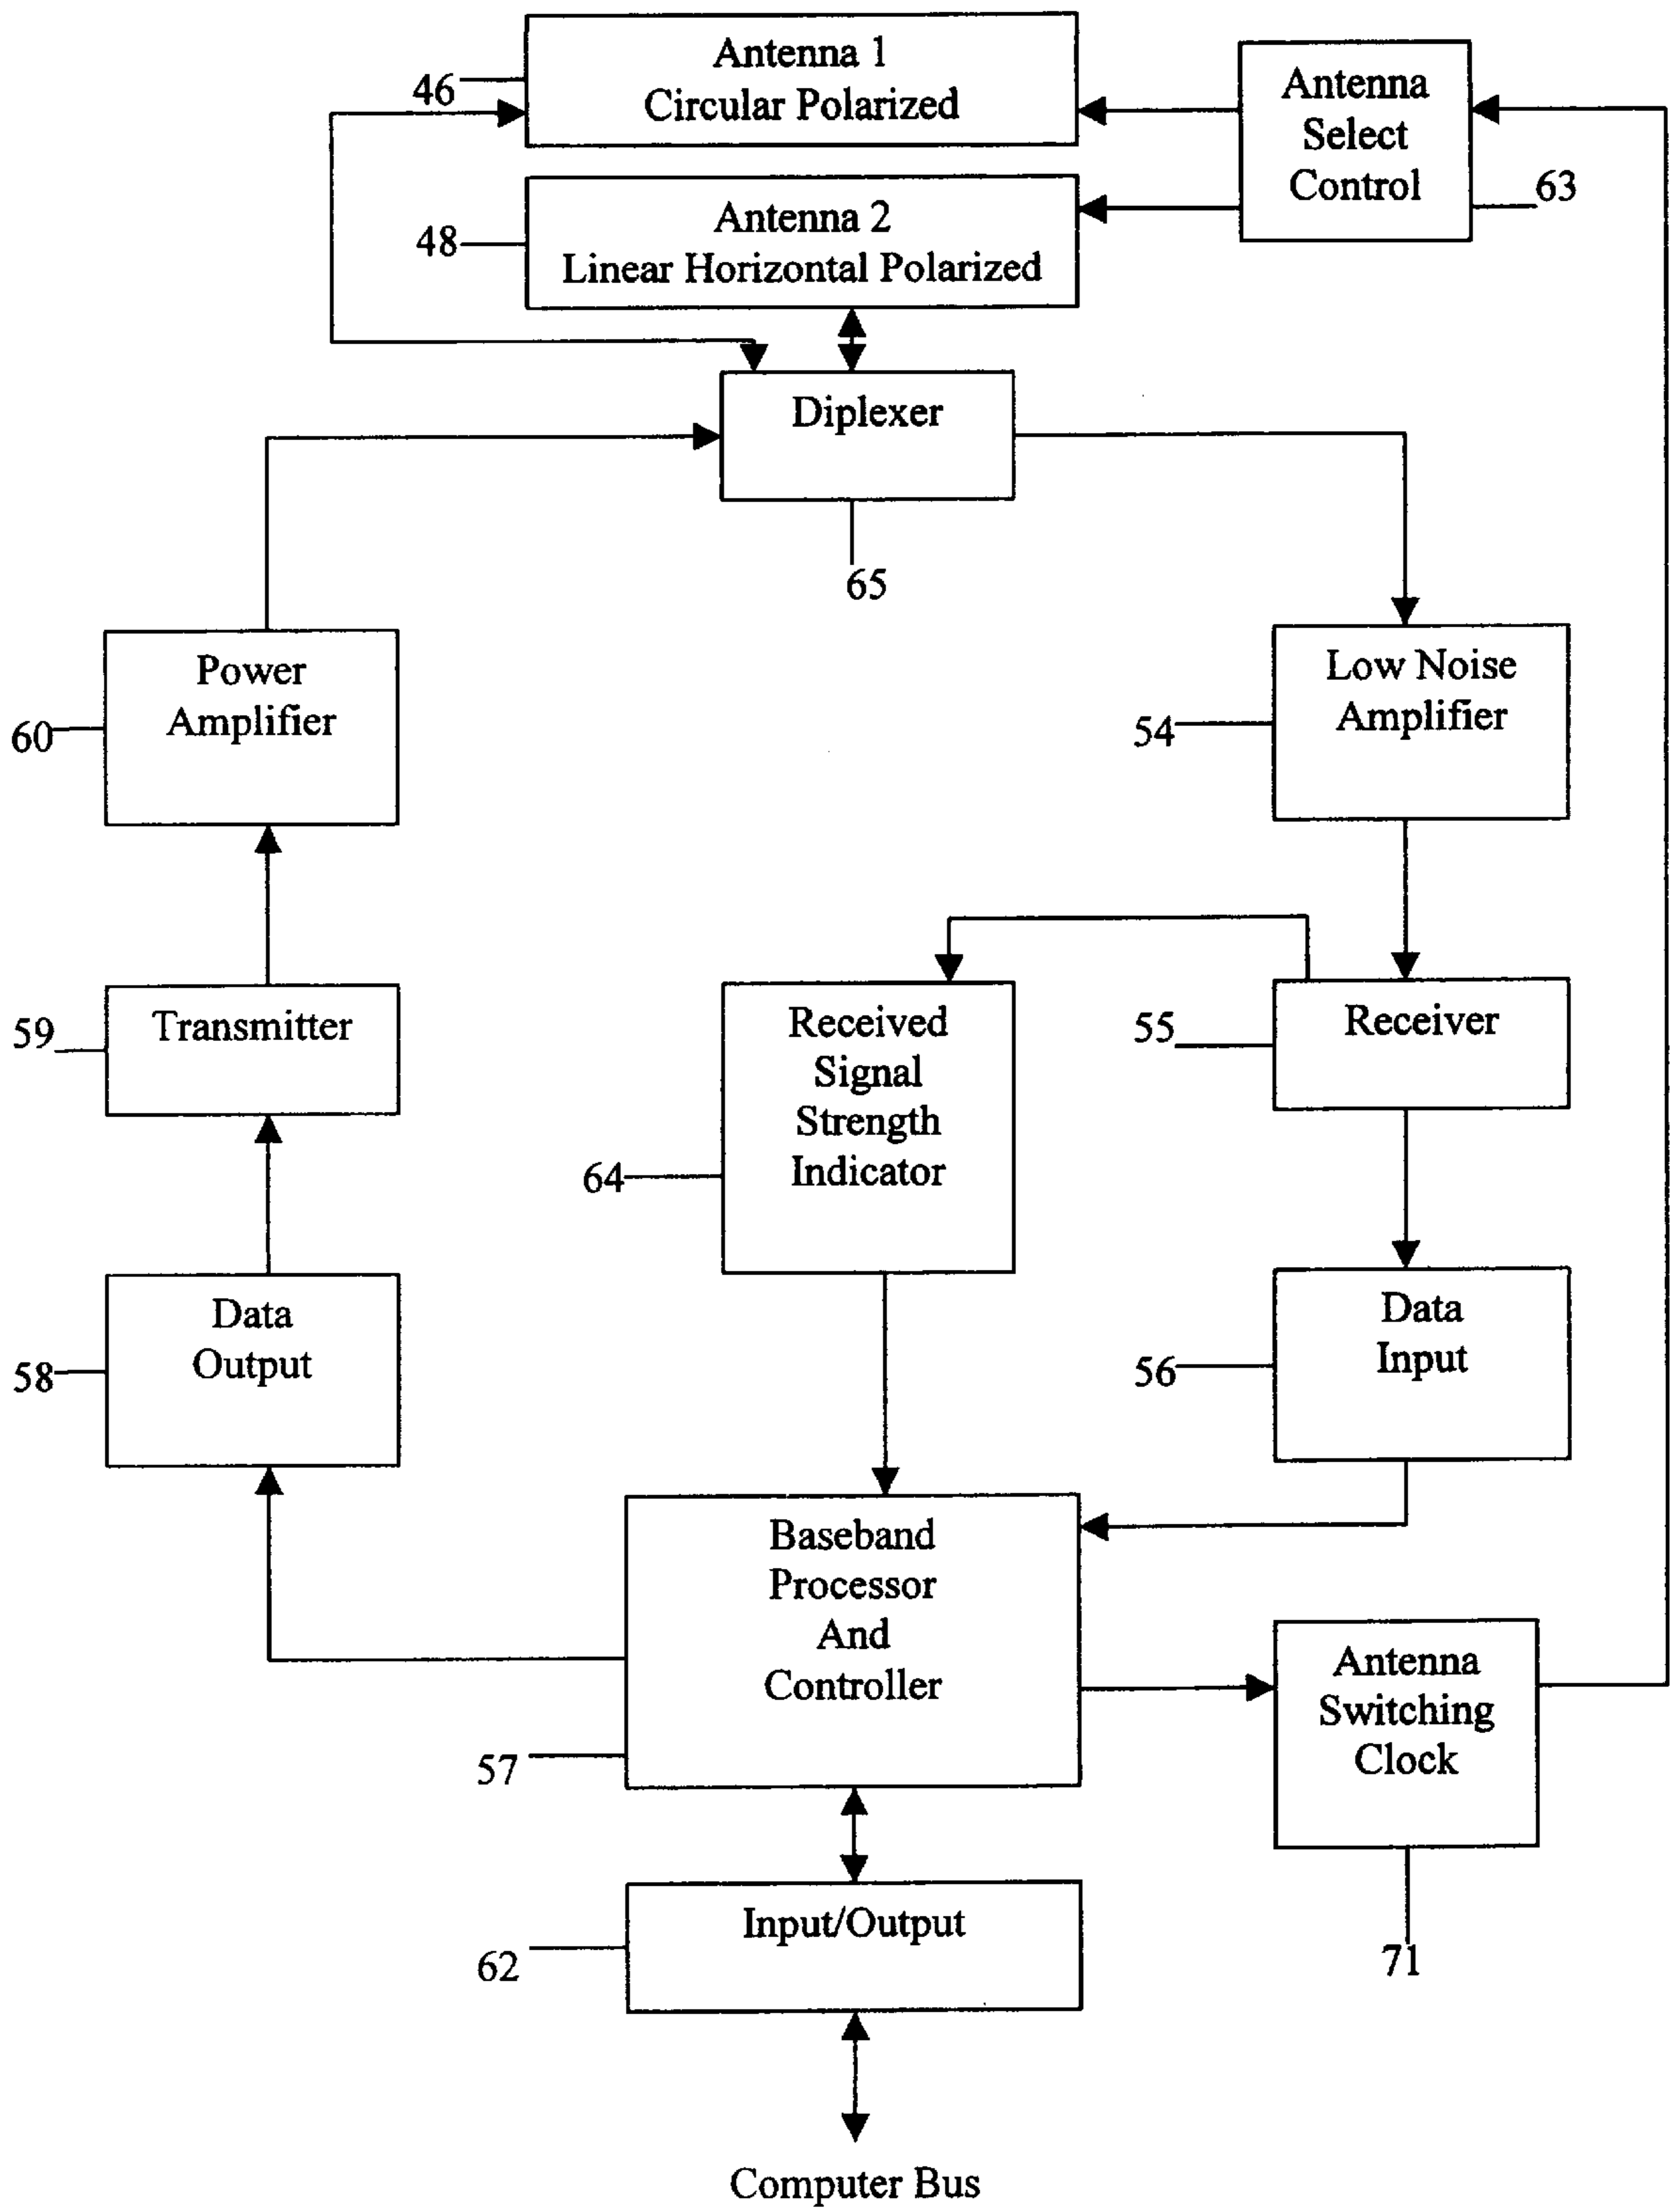 Antenna 1
Circular Polarized
46
Antenna
Select
Control
63
Antenna 2
Linear Horizontal Polarized
48
Diplexer
65
Power
Amplifier
60
Low Noise
Amplifier
54
Transmitter
59
Received
Signal
Strength
Indicator
64
Receiver
55
Data
Output
58
Data
Input
56
Baseband
Processor
And
Controller
57
Antenna
Switching
Clock
71
Input/Output
62
Computer Bus